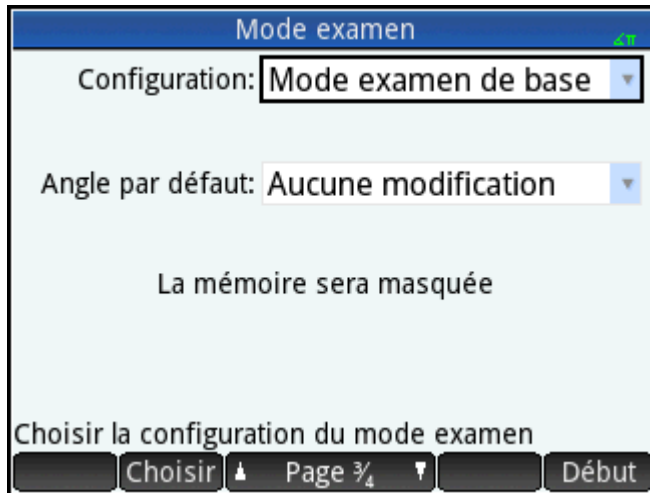 Mode examen
∡π
Configuration: Mode examen de base
Angle par défaut: Aucune modification
La mémoire sera masquée
Choisir la configuration du mode examen
Choisir Page ¾ Début